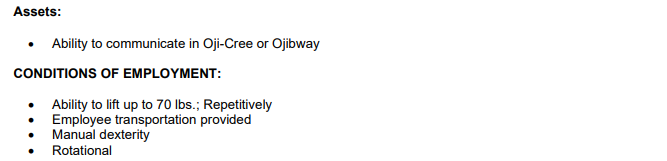 Assets:
• Ability to communicate in Oji-Cree or Ojibway
CONDITIONS OF EMPLOYMENT:
• Ability to lift up to 70 lbs.; Repetitively
• Employee transportation provided
• Manual dexterity
• Rotational